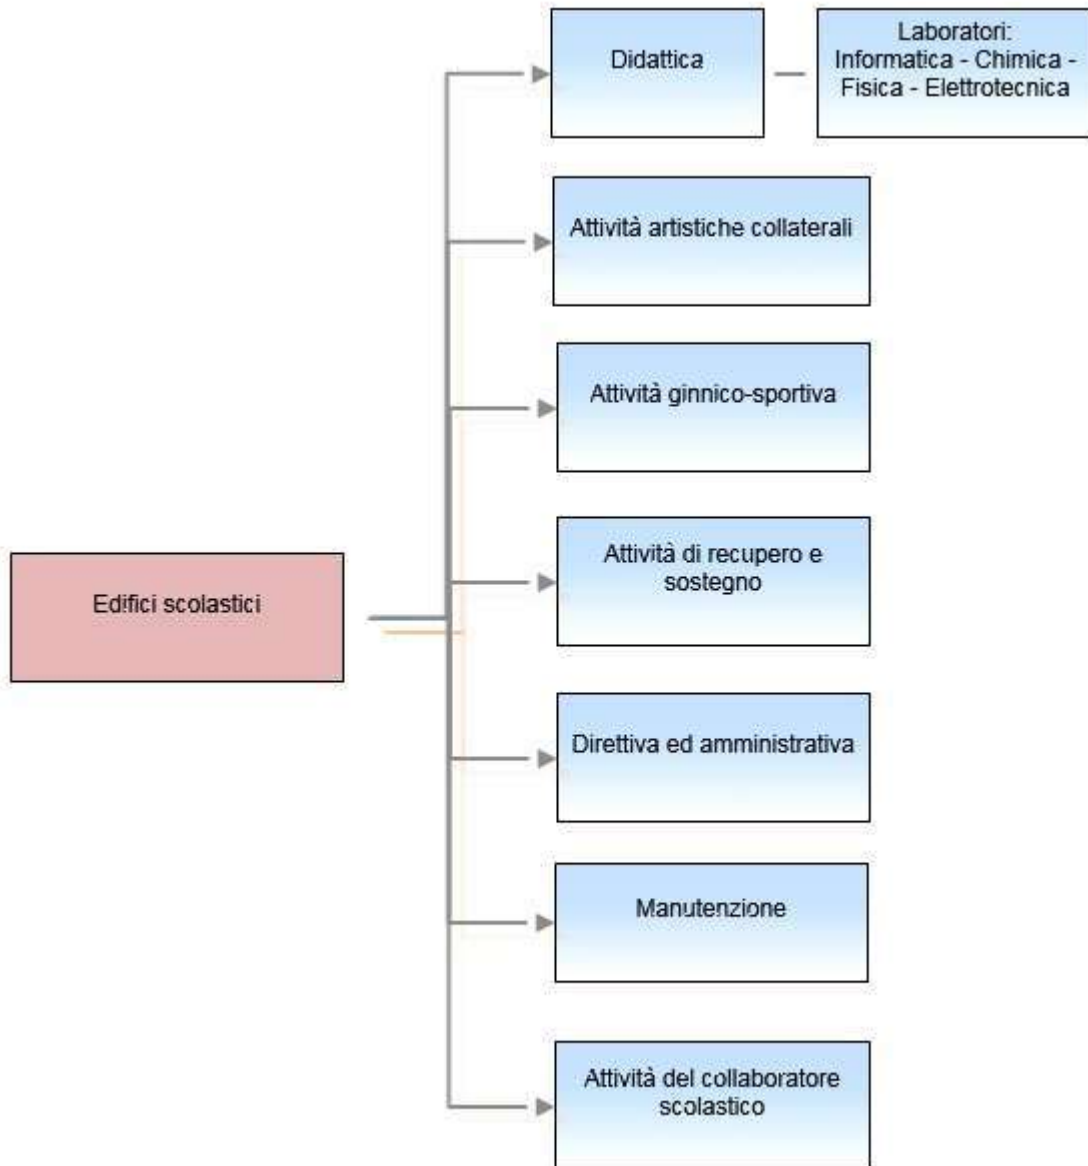 Didattica
Laboratori:
Informatica - Chimica -
Fisica - Elettrotecnica
Attività artistiche collaterali
Attività ginnico-sportiva
Attività di recupero e
sostegno
Edifici scolastici
Direttiva ed amministrativa
Manutenzione
Attività del collaboratore
scolastico